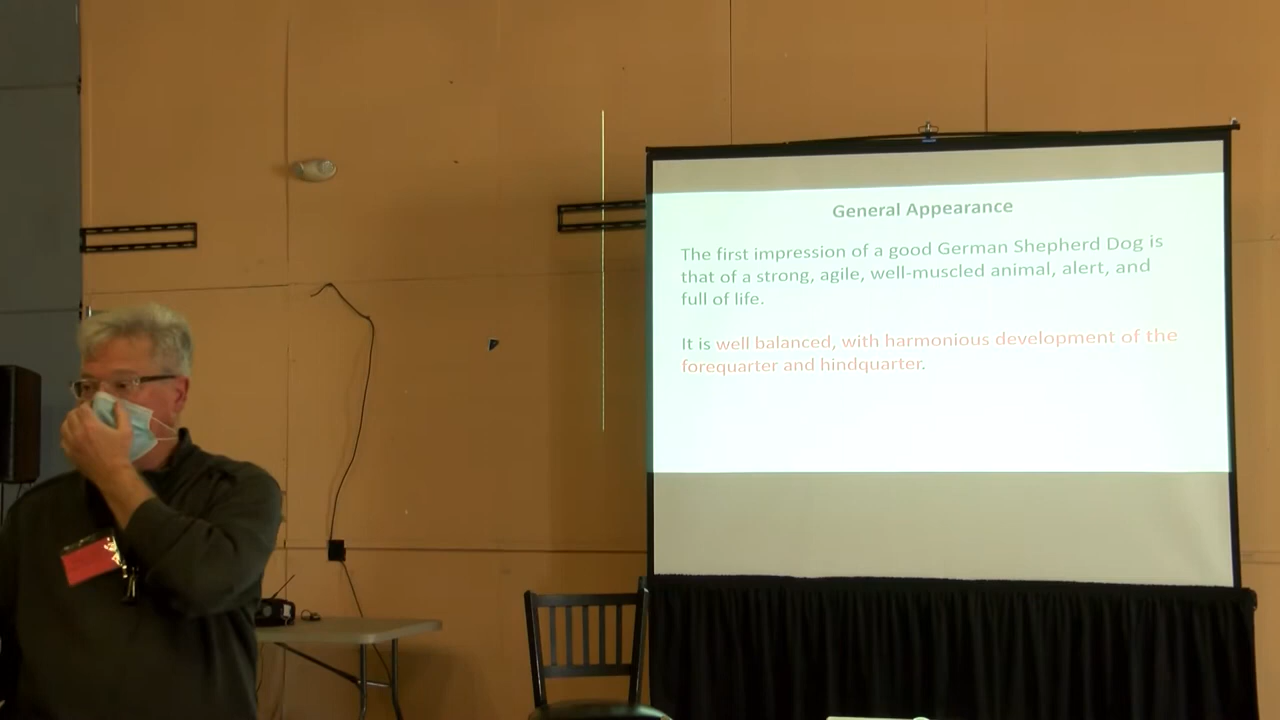 General Appearance
The first impression of a good German Shepherd Dog is
that of a strong, agile, well-muscled animal, alert, and
full of life.
It is well balanced, with harmonious development of the
forequarter and hindquarter.